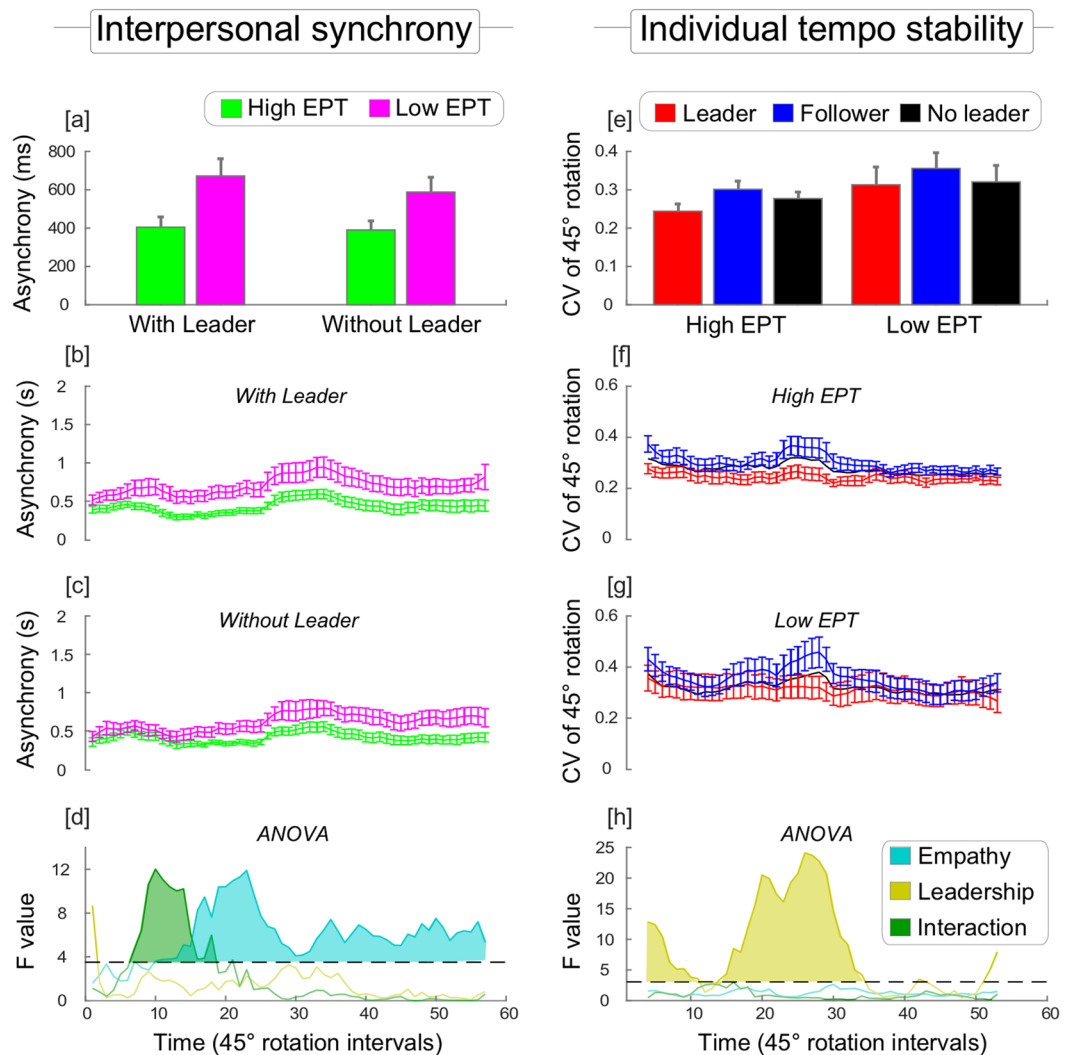 Interpersonal synchrony
High EPT Low EPT
[a]
Asynchrony (ms)
800
600
400
200
0
With Leader Without Leader
[b]
Asynchrony (s)
With Leader
2
1.5
1
0.5
0
[c]
Asynchrony (s)
Without Leader
2
1.5
1
0.5
0
[d]
F value
ANOVA
12
8
4
0
0 10 20 30 40 50 60
Time (45° rotation intervals)
Individual tempo stability
Leader Follower No leader
[e]
CV of 45° rotation
0.4
0.3
0.2
0.1
0
High EPT Low EPT
[f]
CV of 45° rotation
High EPT
0.6
0.4
0.2
0
[g]
CV of 45° rotation
Low EPT
0.6
0.4
0.2
0
[h]
F value
ANOVA
Empathy
Leadership
Interaction
25
20
15
10
5
0
0 10 20 30 40 50 60
Time (45° rotation intervals)